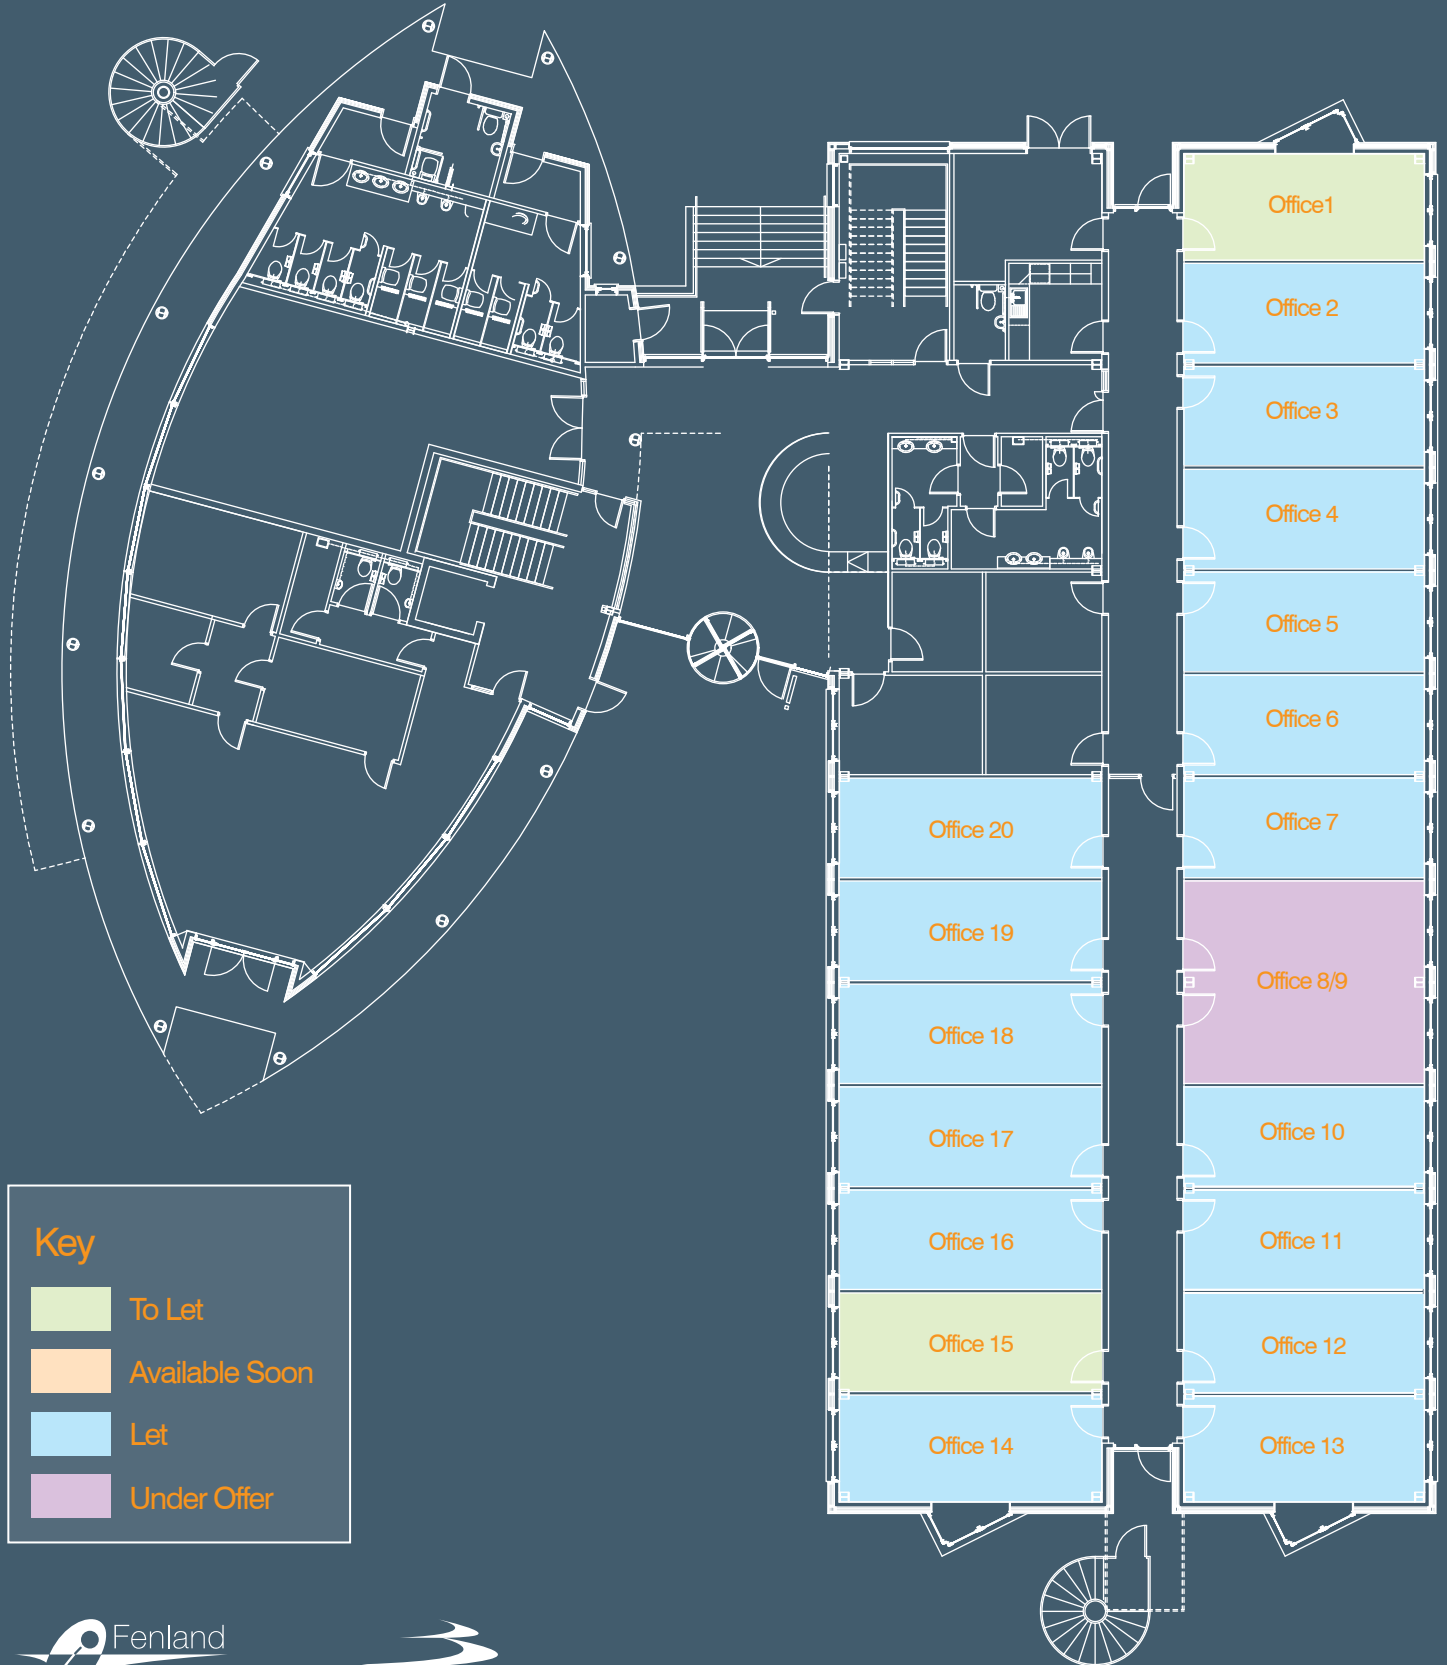 Office1
Office 2
Office 3
Office 4
Office 5
Office 6
Office 7
Office 8/9
Office 10
Office 11
Office 12
Office 13
Office 20
Office 19
Office 18
Office 17
Office 16
Office 15
Office 14
Key
To Let
Available Soon
Let
Under Offer
Fenland